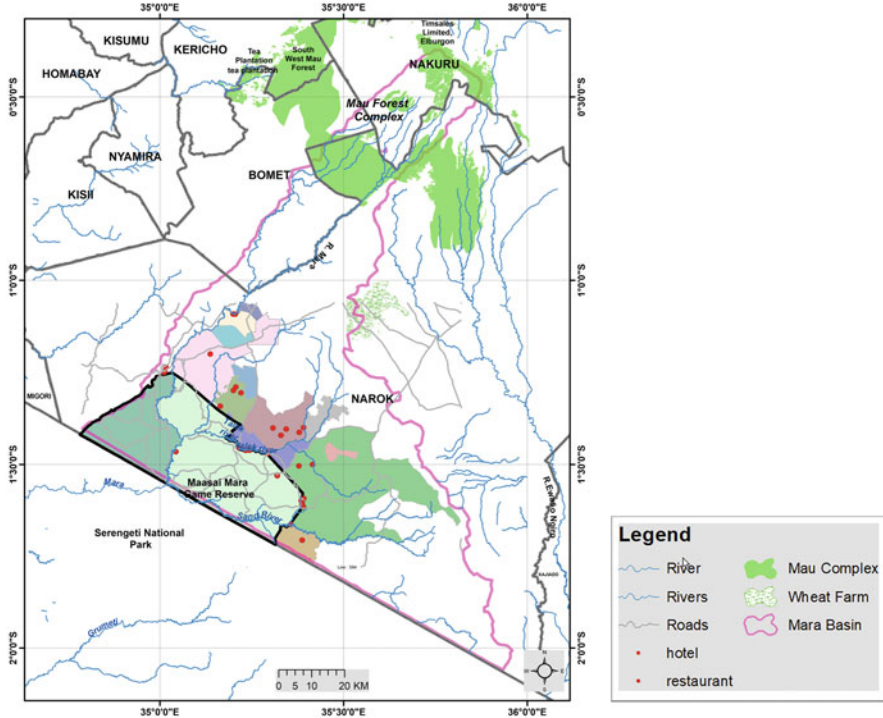 35°0'0"E
35°30'0"E
36°0'0"E
KISUMU
KERICHO
HOMABAY
Tea
Plantation
tea plantation
South
West Mau
Forest
Timsales
Limited,
Elburgon
NAKURU
0°30'0"S
0°30'0"S
Mau Forest
Complex
NYAMIRA
KISII
BOMET
R. Mara
1°0'0"S
1°0'0"S
MIGORI
NAROK
1°30'0"S
1°30'0"S
Maasai Mara
Game Reserve
Mara
Sand River
Serengeti National
Park
R.Ewaso Ngiro
KAJIADO
Grumeti
2°0'0"S
2°0'0"S
0 5 10 20 KM
N
W E
S
35°0'0"E
35°30'0"E
36°0'0"E
Legend
River
Rivers
Roads
hotel
restaurant
Mau Complex
Wheat Farm
Mara Basin